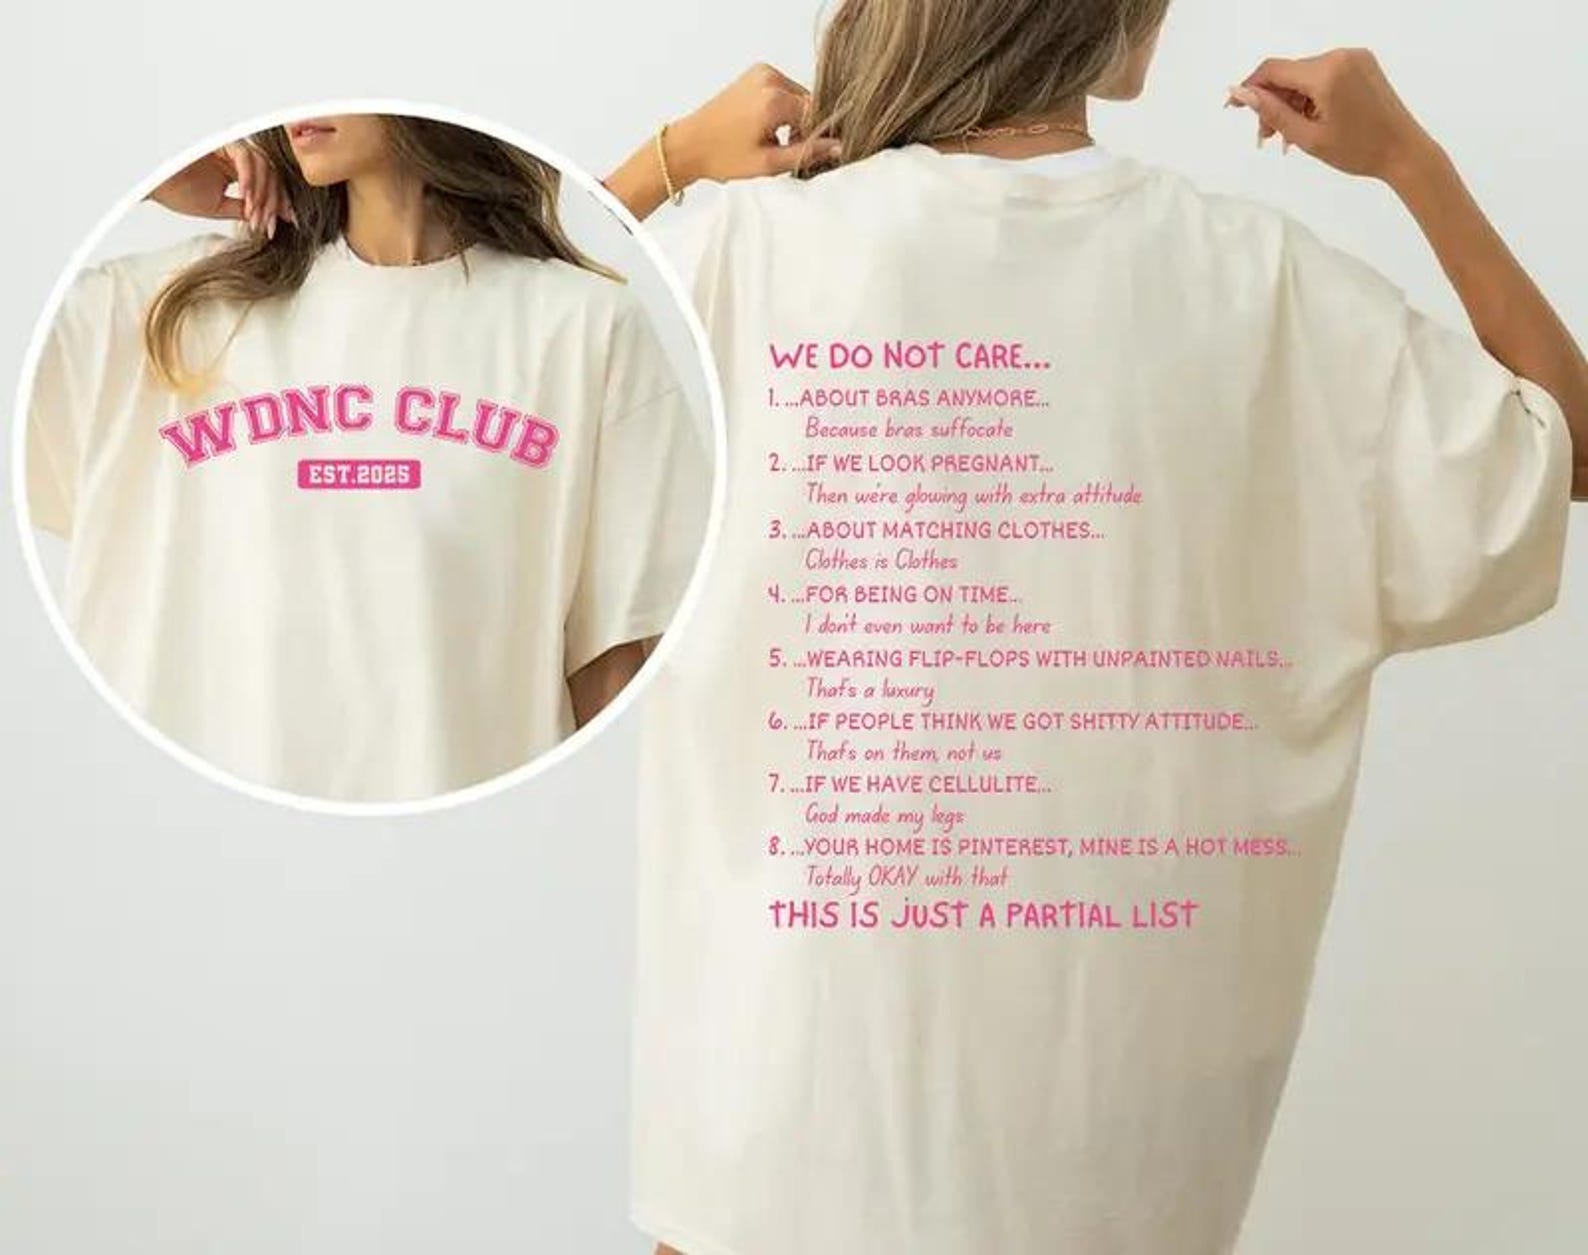 WDNC CLUB
EST.2025
WE DO NOT CARE...
1. ...ABOUT BRAS ANYMORE...
Because bras suffocate
2. ...IF WE LOOK PREGNANT...
Then we're glowing with extra attitude
3. ...ABOUT MATCHING CLOTHES...
Clothes is Clothes
4. ...FOR BEING ON TIME...
I don't even want to be here
5. ...WEARING FLIP-FLOPS WITH UNPAINTED NAILS...
That's a luxury
6. ...IF PEOPLE THINK WE GOT SHITTY ATTITUDE...
That's on them, not us
7. ...IF WE HAVE CELLULITE...
God made my legs
8. ...YOUR HOME IS PINTEREST, MINE IS A HOT MESS...
Totally OKAY with that
THIS IS JUST A PARTIAL LIST